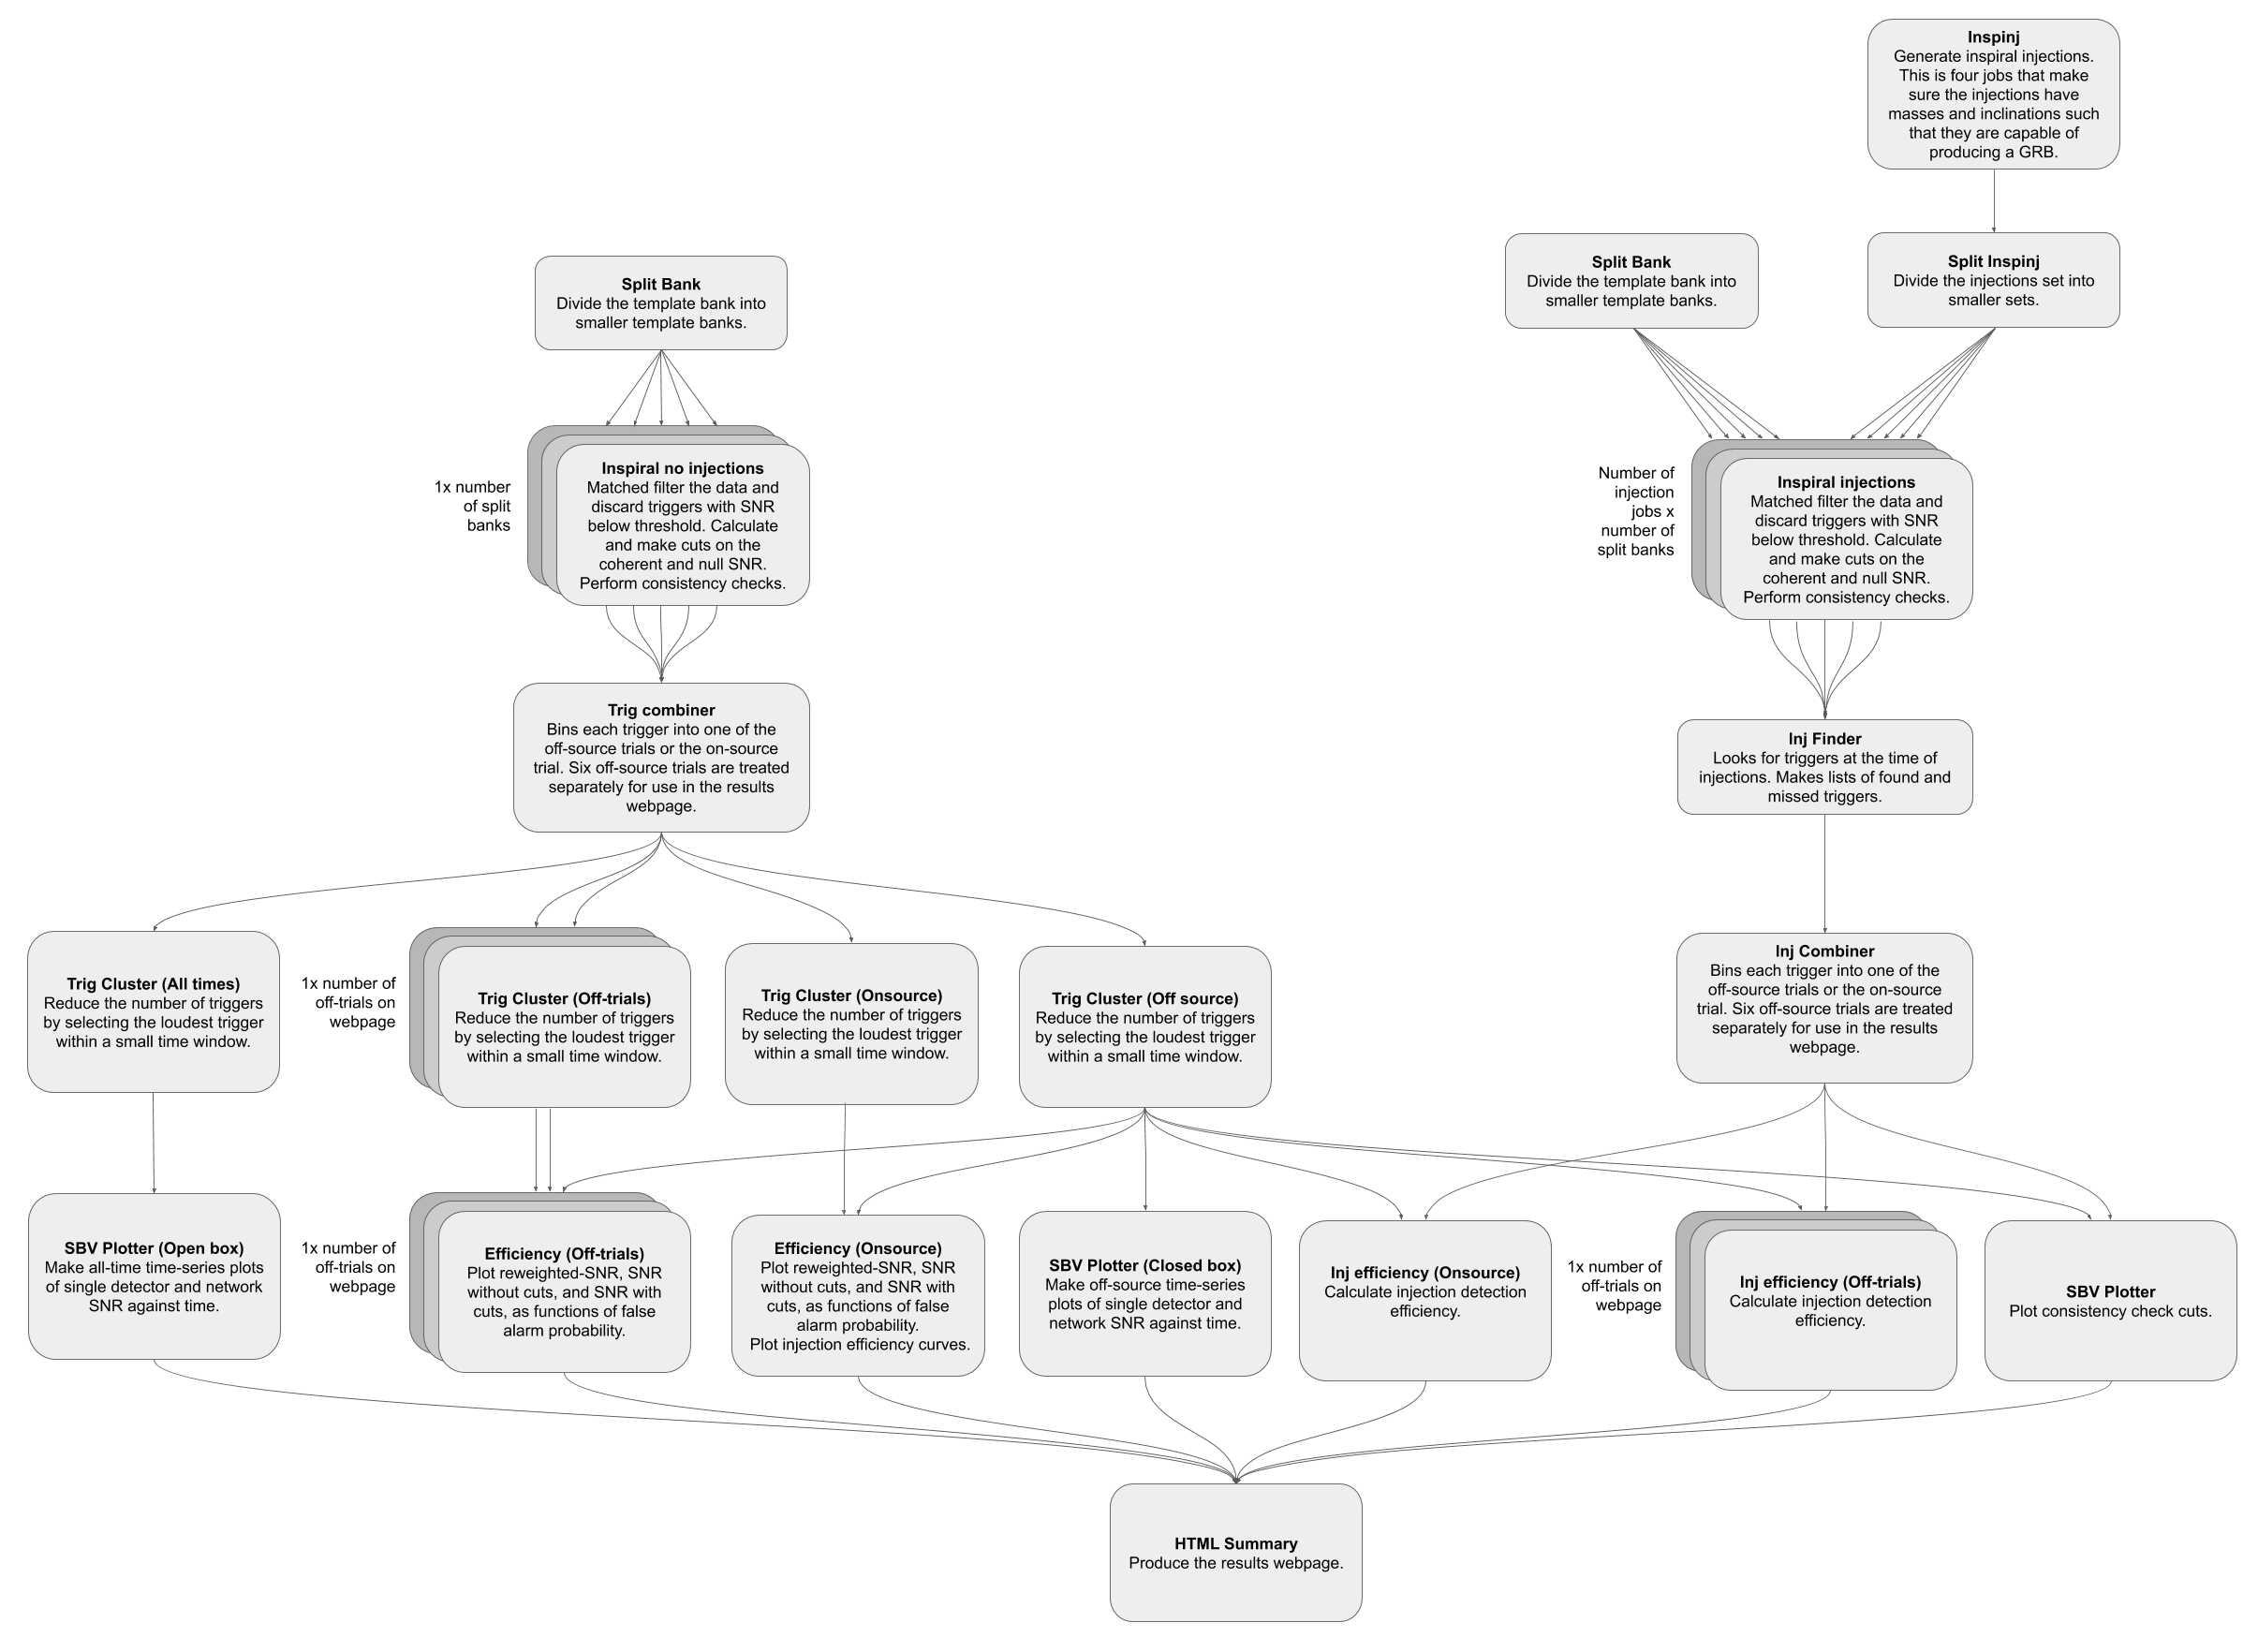 Inspinj
Generate inspiral injections.
This is four jobs that make
sure the injections have
masses and inclinations such
that they are capable of
producing a GRB.
Split Bank
Divide the template bank into
smaller template banks.
Split Bank
Divide the template bank into
smaller template banks.
Split Inspinj
Divide the injections set into
smaller sets.
1x number
of split
banks
Inspiral no injections
Matched filter the data and
discard triggers with SNR
below threshold. Calculate
and make cuts on the
coherent and null SNR.
Perform consistency checks.
Number of
injection
jobs x
number of
split banks
Inspiral injections
Matched filter the data and
discard triggers with SNR
below threshold. Calculate
and make cuts on the
coherent and null SNR.
Perform consistency checks.
Trig combiner
Bins each trigger into one of the
off-source trials or the on-source
trial. Six off-source trials are treated
separately for use in the results
webpage.
Inj Finder
Looks for triggers at the time of
injections. Makes lists of found and
missed triggers.
Trig Cluster (All times)
Reduce the number of triggers
by selecting the loudest trigger
within a small time window.
1x number of
off-trials on
webpage
Trig Cluster (Off-trials)
Reduce the number of triggers
by selecting the loudest trigger
within a small time window.
Trig Cluster (Onsource)
Reduce the number of triggers
by selecting the loudest trigger
within a small time window.
Trig Cluster (Off source)
Reduce the number of triggers
by selecting the loudest trigger
within a small time window.
Inj Combiner
Bins each trigger into one of the
off-source trials or the on-source
trial. Six off-source trials are treated
separately for use in the results
webpage.
SBV Plotter (Open box)
Make all-time time-series plots
of single detector and network
SNR against time.
1x number of
off-trials on
webpage
Efficiency (Off-trials)
Plot reweighted-SNR, SNR
without cuts, and SNR with
cuts, as functions of false
alarm probability.
Efficiency (Onsource)
Plot reweighted-SNR, SNR
without cuts, and SNR with
cuts, as functions of false
alarm probability.
Plot injection efficiency curves.
SBV Plotter (Closed box)
Make off-source time-series
plots of single detector and
network SNR against time.
Inj efficiency (Onsource)
Calculate injection detection
efficiency.
1x number of
off-trials on
webpage
Inj efficiency (Off-trials)
Calculate injection detection
efficiency.
SBV Plotter
Plot consistency check cuts.
HTML Summary
Produce the results webpage.